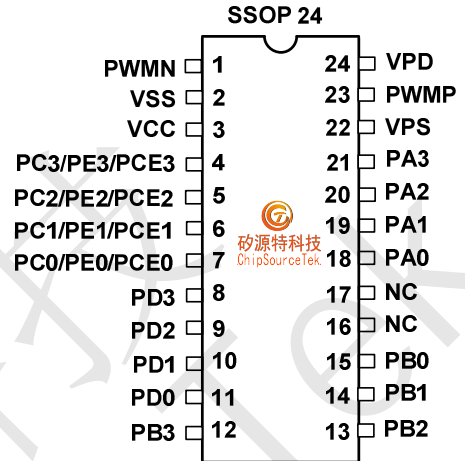 SSOP 24
PWMN 1 24 VPD
VSS 2 23 PWMP
VCC 3 22 VPS
PC3/PE3/PCE3 4 21 PA3
PC2/PE2/PCE2 5 20 PA2
PC1/PE1/PCE1 6 19 PA1
矽源特科技
PC0/PE0/PCE0 7 18 PA0
ChipSourceTek.
PD3 8 17 NC
PD2 9 16 NC
PD1 10 15 PB0
PD0 11 14 PB1
PB3 12 13 PB2
技
Tek